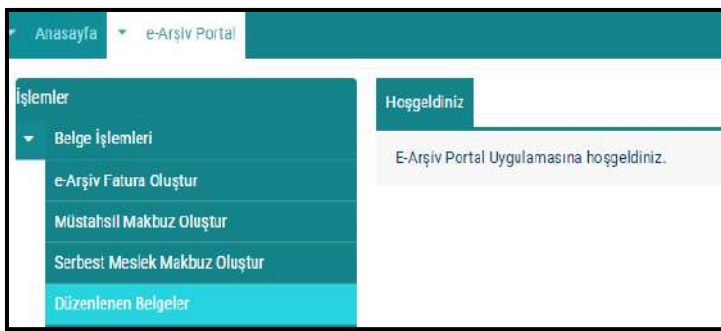 Anasayfa e-Arşiv Portal
İşlemler
Hoşgeldiniz
Belge İşlemleri
E-Arşiv Portal Uygulamasına hoşgeldiniz.
e-Arşiv Fatura Oluştur
Müstahsil Makbuz Oluştur
Serbest Meslek Makbuz Oluştur
Düzenlenen Belgeler